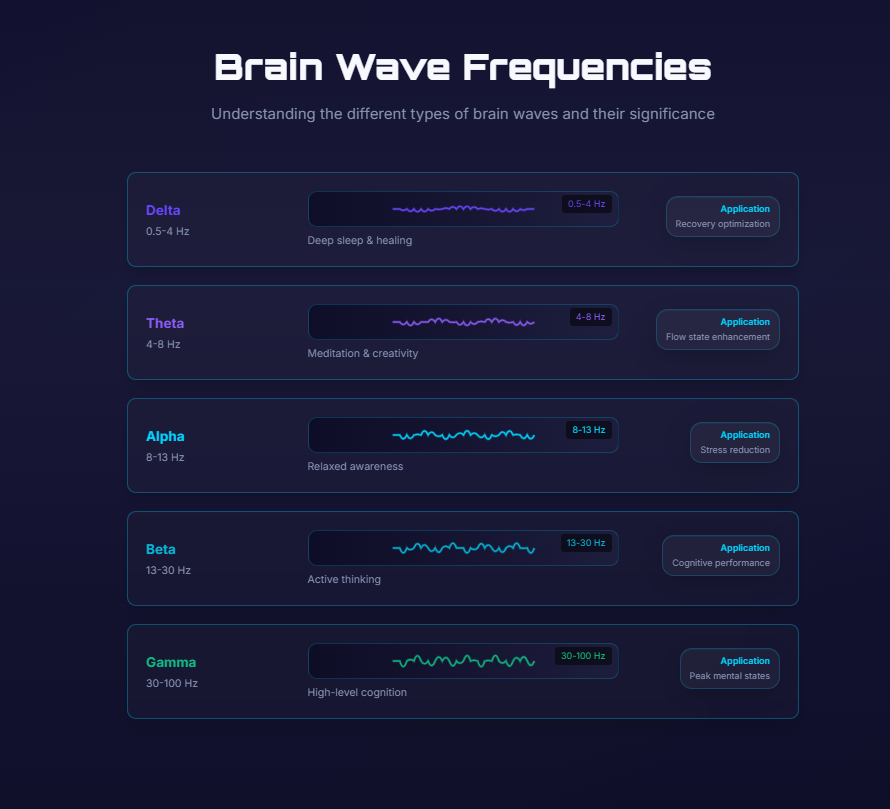 Brain Wave Frequencies
Understanding the different types of brain waves and their significance
Delta
0.5-4 Hz
0.5-4 Hz
Deep sleep & healing
Application
Recovery optimization
Theta
4-8 Hz
4-8 Hz
Meditation & creativity
Application
Flow state enhancement
Alpha
8-13 Hz
8-13 Hz
Relaxed awareness
Application
Stress reduction
Beta
13-30 Hz
13-30 Hz
Active thinking
Application
Cognitive performance
Gamma
30-100 Hz
30-100 Hz
High-level cognition
Application
Peak mental states